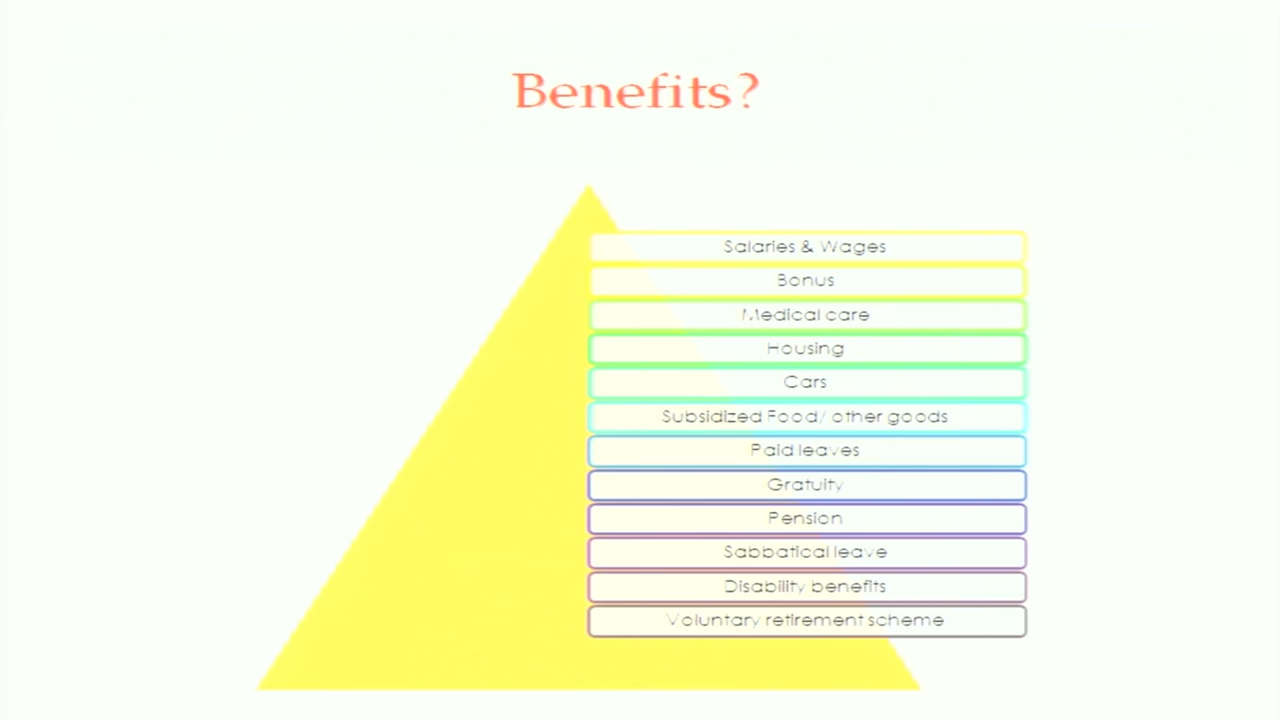 Benefits?
Salaries & Wages
Bonus
Medical care
Housing
Cars
Subsidized Food/ other goods
Paid leaves
Gratuity
Pension
Sabbatical leave
Disability benefits
Voluntary retirement scheme